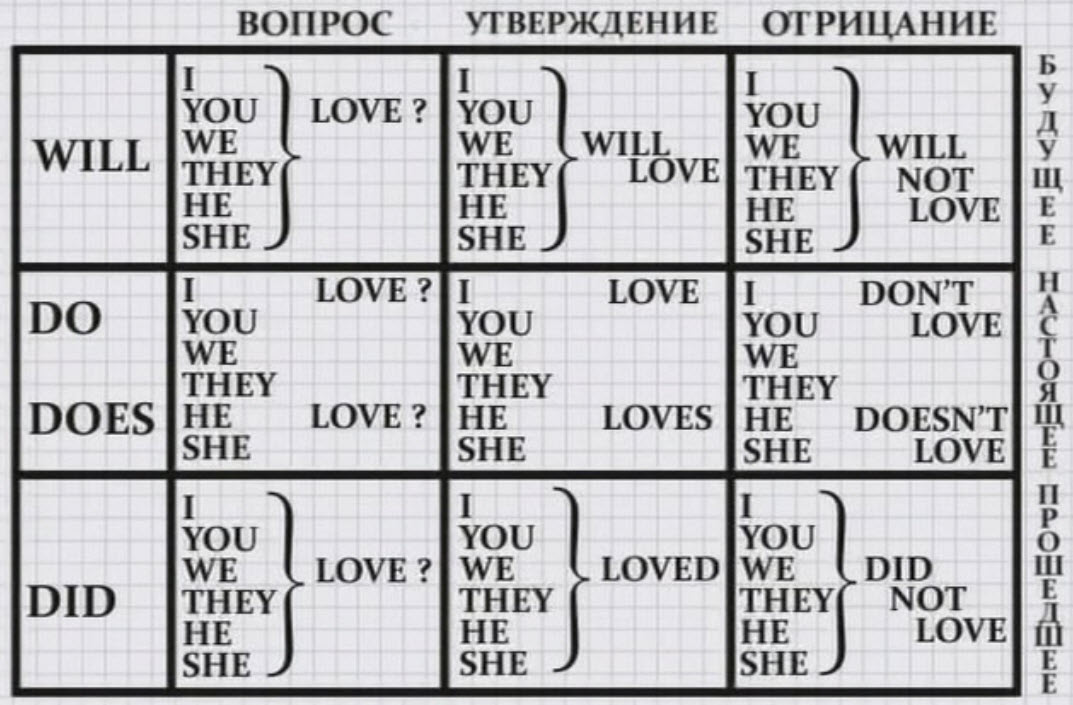 ВОПРОС УТВЕРЖДЕНИЕ ОТРИЦАНИЕ
WILL
I
YOU
WE
THEY
HE
SHE
LOVE ?
I
YOU
WE
THEY
HE
SHE
WILL
LOVE
I
YOU
WE
THEY
HE
SHE
WILL
NOT
LOVE
БУДУЩЕЕ
DO
DOES
I LOVE ?
YOU
WE
THEY
HE LOVE ?
SHE
I LOVE
YOU
WE
THEY
HE LOVES
SHE
I DON'T
YOU LOVE
WE
THEY
HE DOESN'T
SHE LOVE
НАСТОЯЩЕЕ
DID
I
YOU
WE
THEY
HE
SHE
LOVE ?
I
YOU
WE
THEY
HE
SHE
LOVED
I
YOU
WE
THEY
HE
SHE
DID
NOT
LOVE
ПРОШЕДШЕЕ